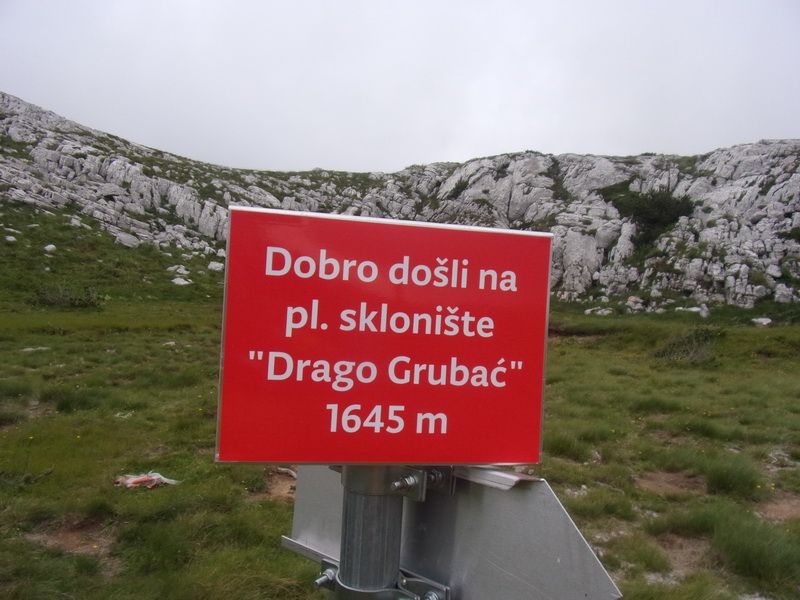 Dobro došli na
pl. sklonište
"Drago Grubać"
1645 m